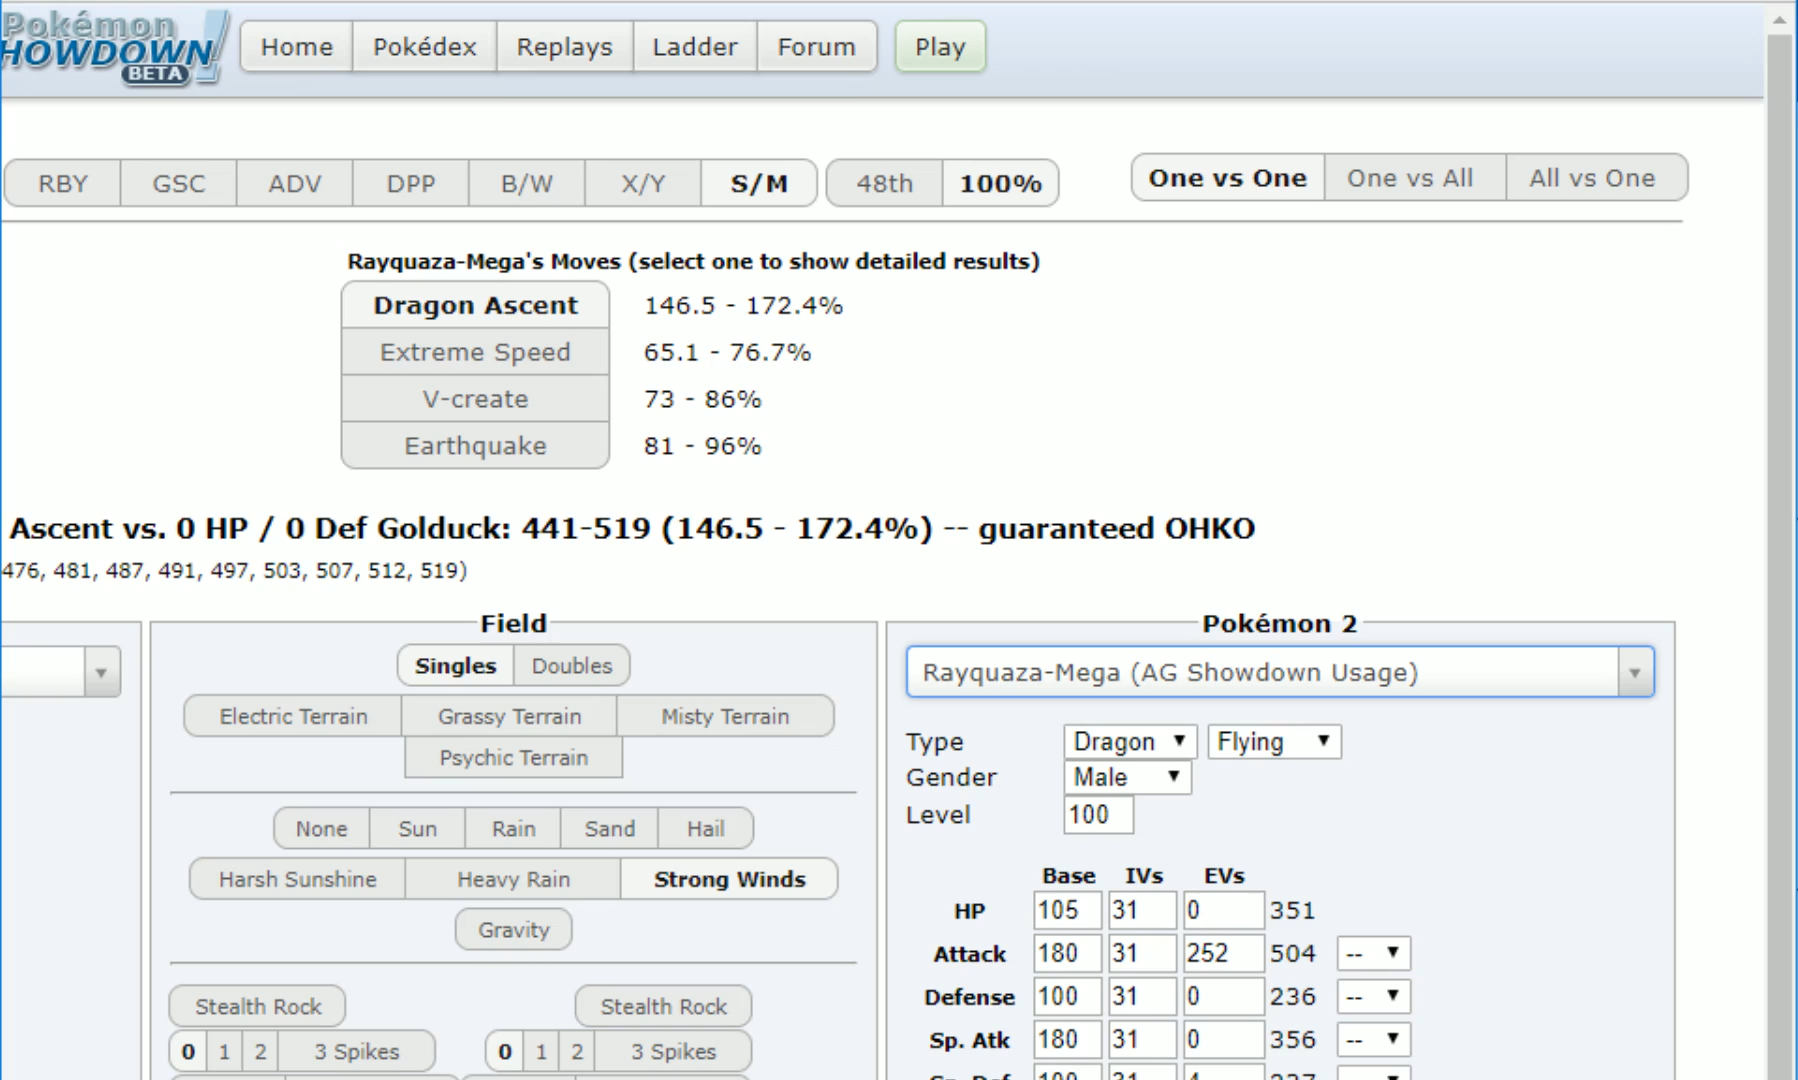 Pokémon
HOWDOWN!
BETA
Home Pokédex Replays Ladder Forum Play
RBY GSC ADV DPP B/W X/Y S/M 48th 100% One vs One One vs All All vs One
Rayquaza-Mega's Moves (select one to show detailed results)
Dragon Ascent 146.5 - 172.4%
Extreme Speed 65.1 - 76.7%
V-create 73 - 86%
Earthquake 81 - 96%
Ascent vs. 0 HP / 0 Def Golduck: 441-519 (146.5 - 172.4%) -- guaranteed OHKO
476, 481, 487, 491, 497, 503, 507, 512, 519)
Field
Singles Doubles
Electric Terrain Grassy Terrain Misty Terrain
Psychic Terrain
None Sun Rain Sand Hail
Harsh Sunshine Heavy Rain Strong Winds
Gravity
Stealth Rock Stealth Rock
0 1 2 3 Spikes 0 1 2 3 Spikes
Pokémon 2
Rayquaza-Mega (AG Showdown Usage)
Type Dragon Flying
Gender Male
Level 100
Base IVs EVs
HP 105 31 0 351
Attack 180 31 252 504 --
Defense 100 31 0 236 --
Sp. Atk 180 31 0 356 --
Sp. Def 100 31 4 237